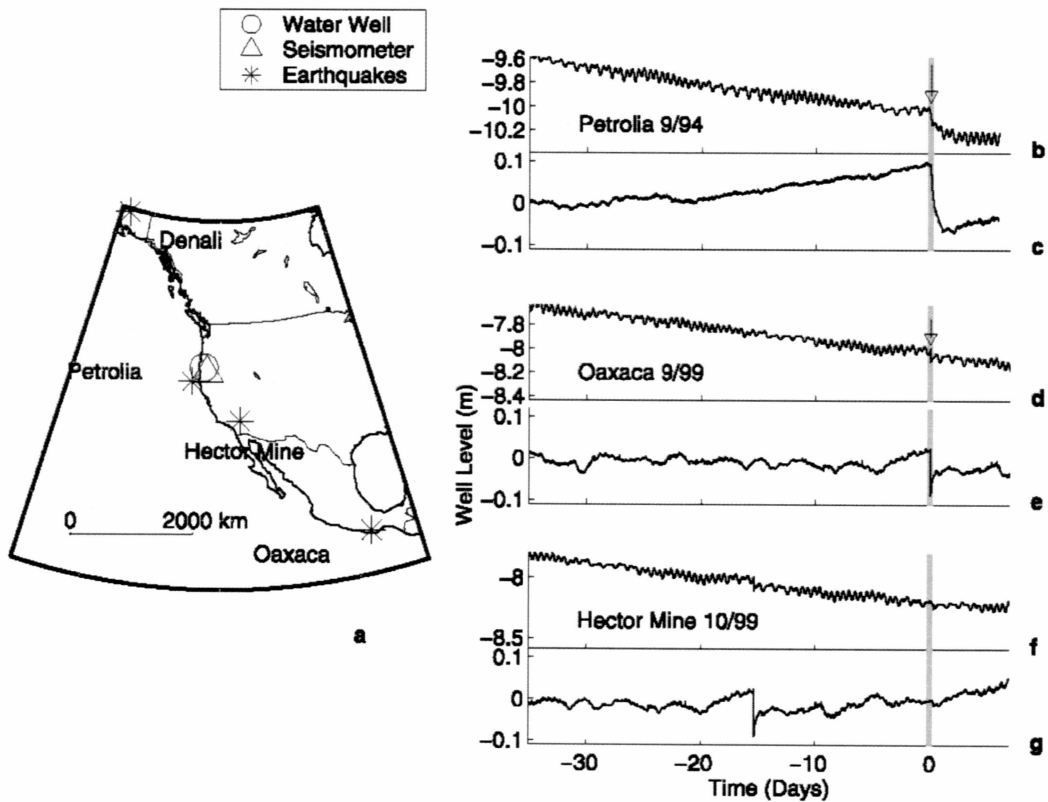 Water Well
Seismometer
Earthquakes
Denali
Petrolia
Hector Mine
Oaxaca
0 2000 km
a
−9.6
−9.8
−10
−10.2
Petrolia 9/94
b
0.1
0
−0.1
c
−7.8
−8
−8.2
−8.4
Oaxaca 9/99
d
0.1
0
−0.1
e
Well Level (m)
−8
−8.5
Hector Mine 10/99
f
0.1
0
−0.1
g
−30 −20 −10 0
Time (Days)